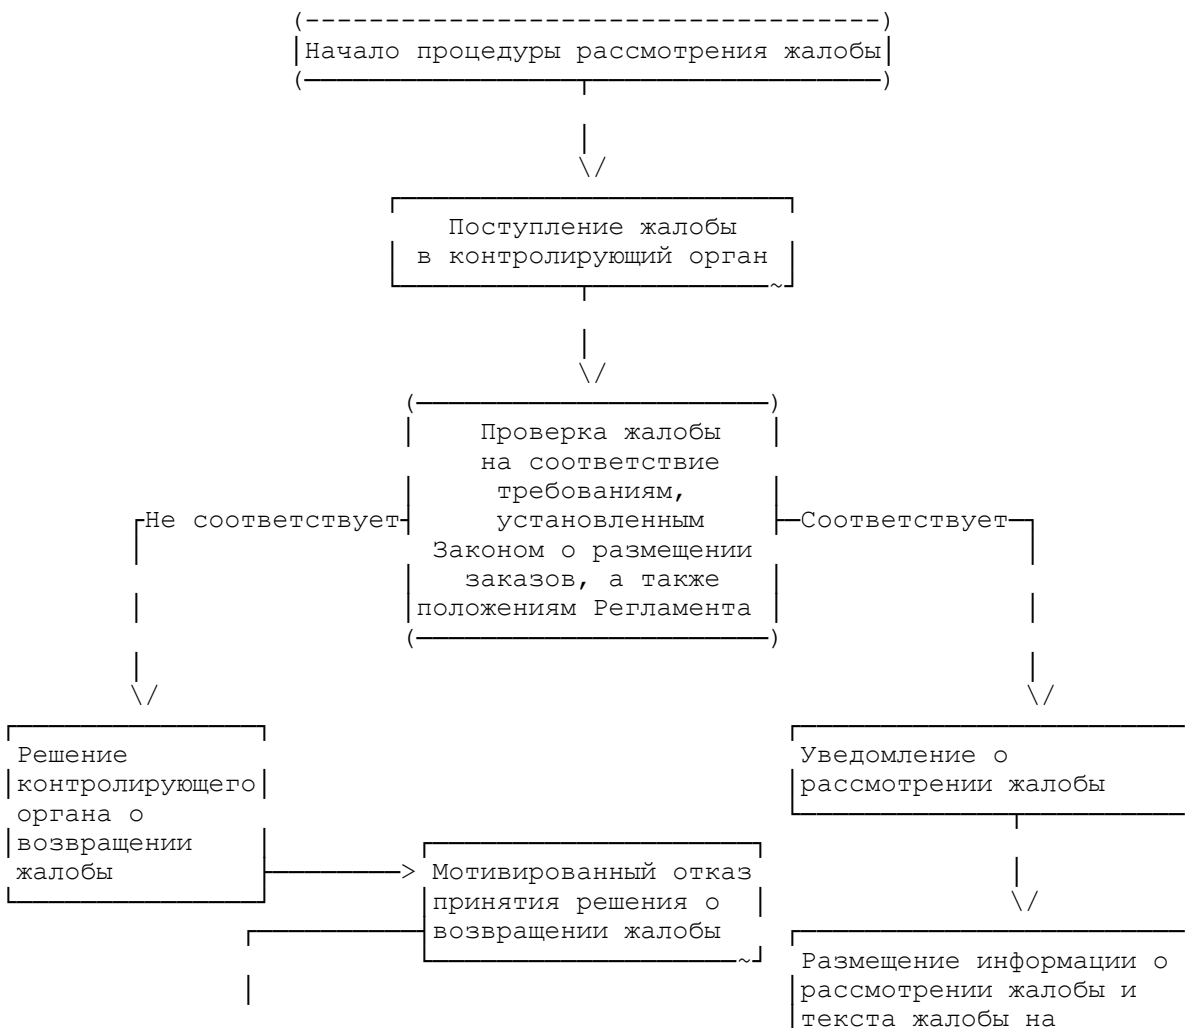 Начало процедуры рассмотрения жалобы
Поступление жалобы
в контролирующий орган
Проверка жалобы
на соответствие
требованиям,
Не соответствует
установленным
Соответствует
Законом о размещении
заказов, а также
положениям Регламента
Решение
контролирующего
органа о
возвращении
жалобы
Уведомление о
рассмотрении жалобы
Мотивированный отказ
принятия решения о
возвращении жалобы
Размещение информации о
рассмотрении жалобы и
текста жалобы на